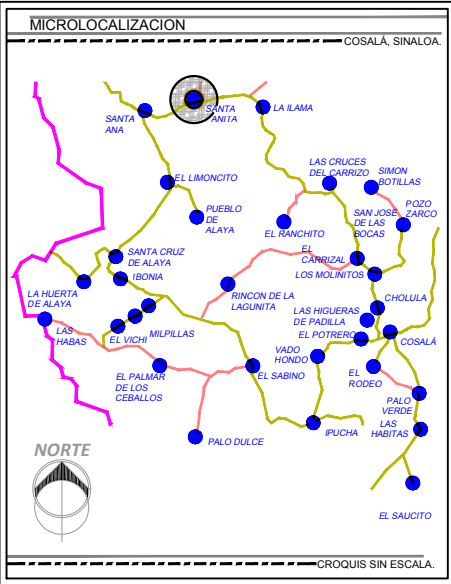 MICROLOCALIZACION
COSALÁ, SINALOA.
SANTA
ANA
SANTA
ANITA
LA ILAMA
EL LIMONCITO
LAS CRUCES
DEL CARRIZO
SIMON
BOTILLAS
PUEBLO
DE
ALAYA
EL RANCHITO
SAN JOSE
DE LAS
BOCAS
POZO
ZARCO
SANTA CRUZ
DE ALAYA
IBONIA
EL
CARRIZAL
LOS MOLINITOS
LA HUERTA
DE ALAYA
RINCON DE LA
LAGUNITA
CHOLULA
LAS HIGUERAS
DE PADILLA
LAS
HABAS
EL VICHI
MILPILLAS
EL POTRERO
COSALÁ
VADO
HONDO
EL PALMAR
DE LOS
CEBALLOS
EL SABINO
EL
RODEO
PALO
VERDE
LAS
HABITAS
PALO DULCE
IPUCHA
NORTE
EL SAUCITO
CROQUIS SIN ESCALA.